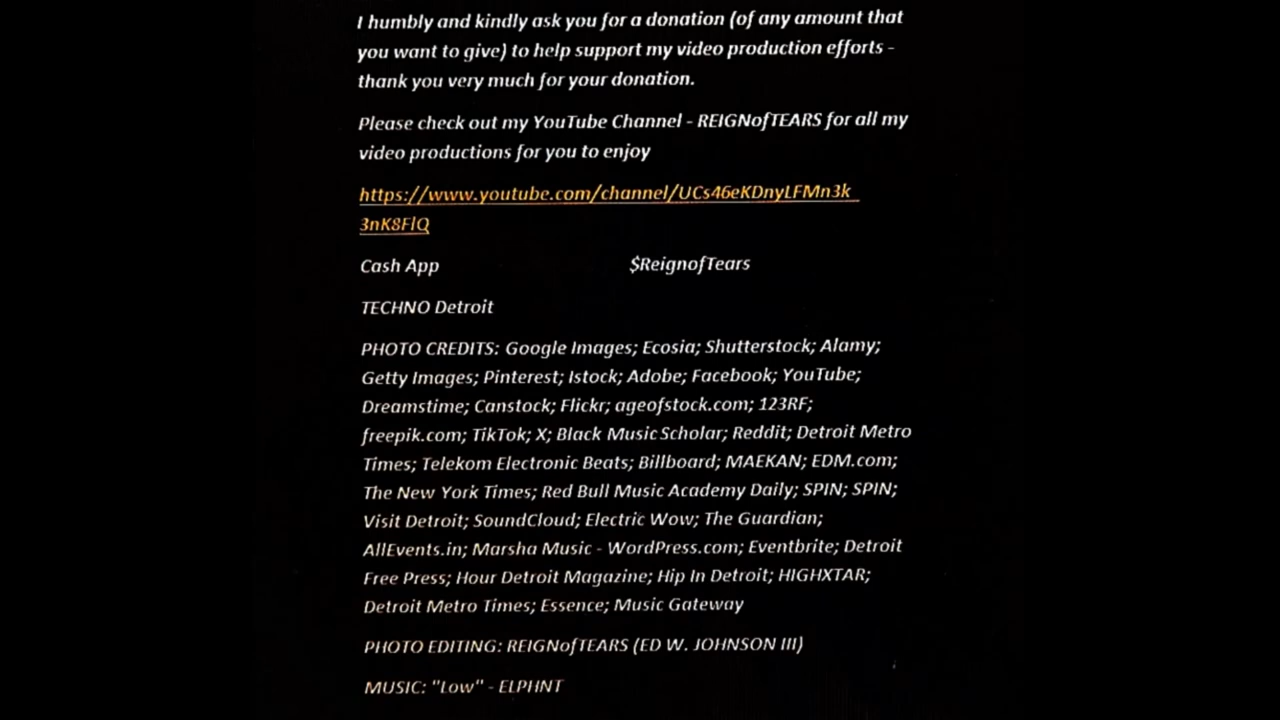 I humbly and kindly ask you for a donation (of any amount that
you want to give) to help support my video production efforts -
thank you very much for your donation.
Please check out my YouTube Channel - REIGNofTEARS for all my
video productions for you to enjoy
https://www.youtube.com/channel/UCs46eKDnyLFMn3k_
3nK8FlQ
Cash App $ReignofTears
TECHNO Detroit
PHOTO CREDITS: Google Images; Ecosia; Shutterstock; Alamy;
Getty Images; Pinterest; Istock; Adobe; Facebook; YouTube;
Dreamstime; Canstock; Flickr; ageofstock.com; 123RF;
freepik.com; TikTok; X; Black Music Scholar; Reddit; Detroit Metro
Times; Telekom Electronic Beats; Billboard; MAEKAN; EDM.com;
The New York Times; Red Bull Music Academy Daily; SPIN; SPIN;
Visit Detroit; SoundCloud; Electric Wow; The Guardian;
AllEvents.in; Marsha Music - WordPress.com; Eventbrite; Detroit
Free Press; Hour Detroit Magazine; Hip In Detroit; HIGHXTAR;
Detroit Metro Times; Essence; Music Gateway
PHOTO EDITING: REIGNofTEARS (ED W. JOHNSON III)
MUSIC: "Low" - ELPHNT